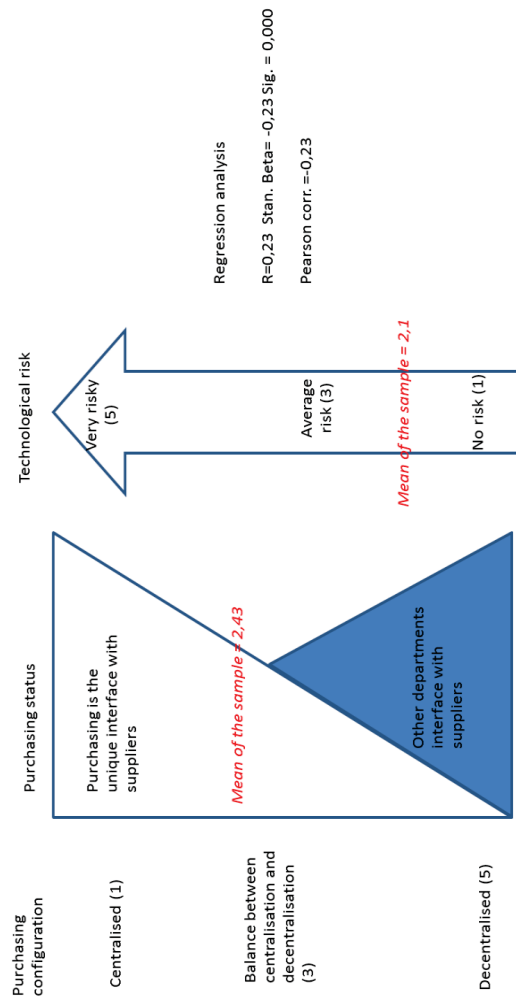 Purchasing
configuration
Purchasing status
Technological risk
Centralised (1)
Purchasing is the
unique interface with
suppliers
Very risky
(5)
Regression analysis
R=0,23  Stan. Beta= -0,23 Sig. = 0,000
Pearson corr. =-0,23
Mean of the sample = 2,43
Balance between
centralisation and
decentralisation
(3)
Average
risk (3)
Mean of the sample = 2,1
Other departments
interface with
suppliers
Decentralised (5)
No risk (1)